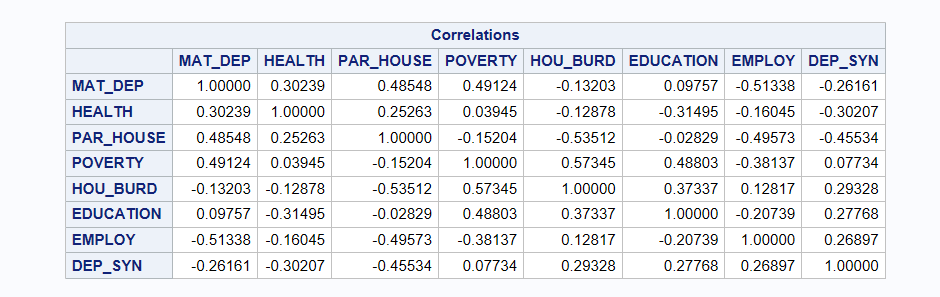 Correlations
MAT_DEP HEALTH PAR_HOUSE POVERTY HOU_BURD EDUCATION EMPLOY DEP_SYN
MAT_DEP 1.00000 0.30239 0.48548 0.49124 -0.13203 0.09757 -0.51338 -0.26161
HEALTH 0.30239 1.00000 0.25263 0.03945 -0.12878 -0.31495 -0.16045 -0.30207
PAR_HOUSE 0.48548 0.25263 1.00000 -0.15204 -0.53512 -0.02829 -0.49573 -0.45534
POVERTY 0.49124 0.03945 -0.15204 1.00000 0.57345 0.48803 -0.38137 0.07734
HOU_BURD -0.13203 -0.12878 -0.53512 0.57345 1.00000 0.37337 0.12817 0.29328
EDUCATION 0.09757 -0.31495 -0.02829 0.48803 0.37337 1.00000 -0.20739 0.27768
EMPLOY -0.51338 -0.16045 -0.49573 -0.38137 0.12817 -0.20739 1.00000 0.26897
DEP_SYN -0.26161 -0.30207 -0.45534 0.07734 0.29328 0.27768 0.26897 1.00000